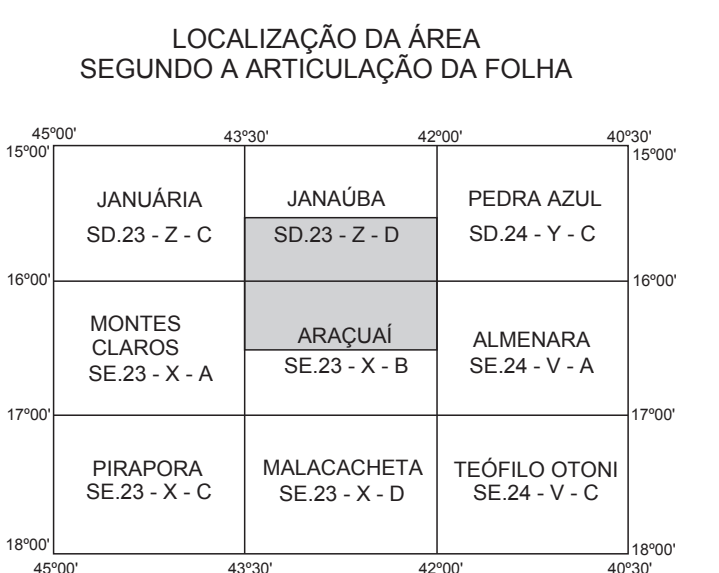 LOCALIZAÇÃO DA ÁREA
SEGUNDO A ARTICULAÇÃO DA FOLHA
45º00' 43º30' 42º00' 40º30'
15º00' 15º00'
JANUÁRIA JANAÚBA PEDRA AZUL
SD.23 - Z - C SD.23 - Z - D SD.24 - Y - C
16º00' 16º00'
MONTES
CLAROS ARAÇUAÍ ALMENARA
SE.23 - X - A SE.23 - X - B SE.24 - V - A
17º00' 17º00'
PIRAPORA MALACACHETA TEÓFILO OTONI
SE.23 - X - C SE.23 - X - D SE.24 - V - C
18º00' 18º00'
45º00' 43º30' 42º00' 40º30'